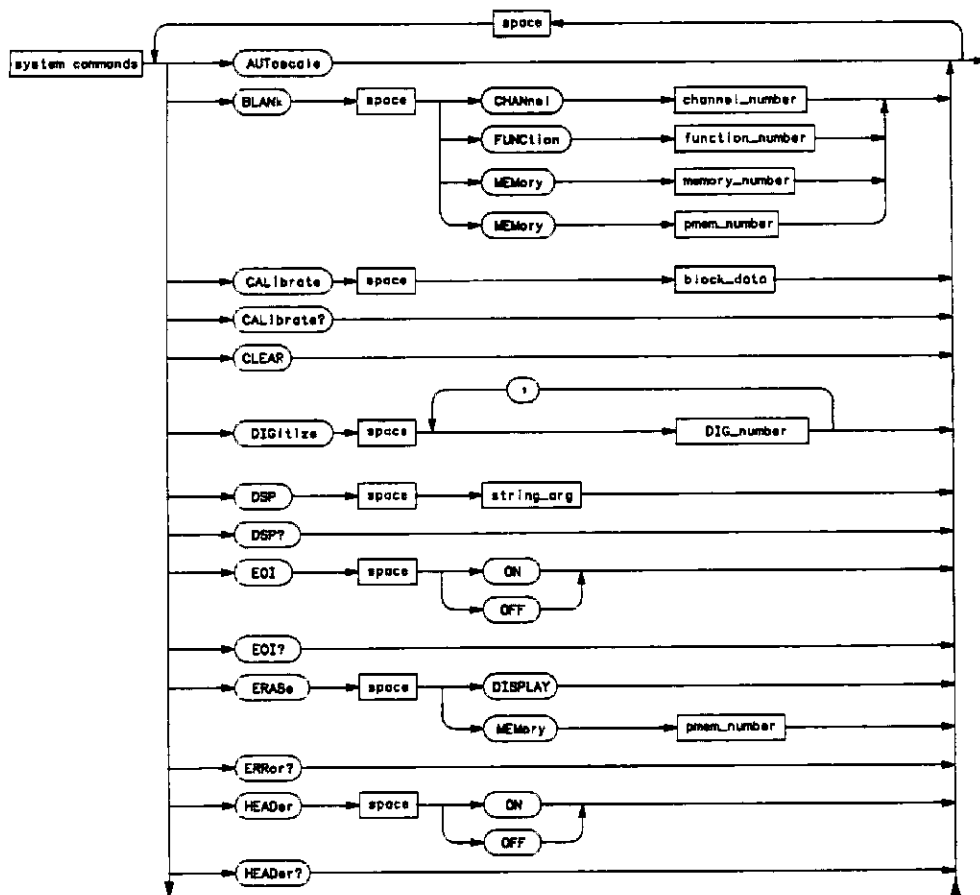 space
system commands
AUToscale
BLANk space CHANnel channel_number
FUNCtion function_number
MEMory memory_number
MEMory pmem_number
CALibrate space block_data
CALibrate?
CLEAR
,
DIGitize space DIG_number
DSP space string_arg
DSP?
EOI space ON
OFF
EOI?
ERASe space DISPLAY
MEMory pmem_number
ERRor?
HEADer space ON
OFF
HEADer?